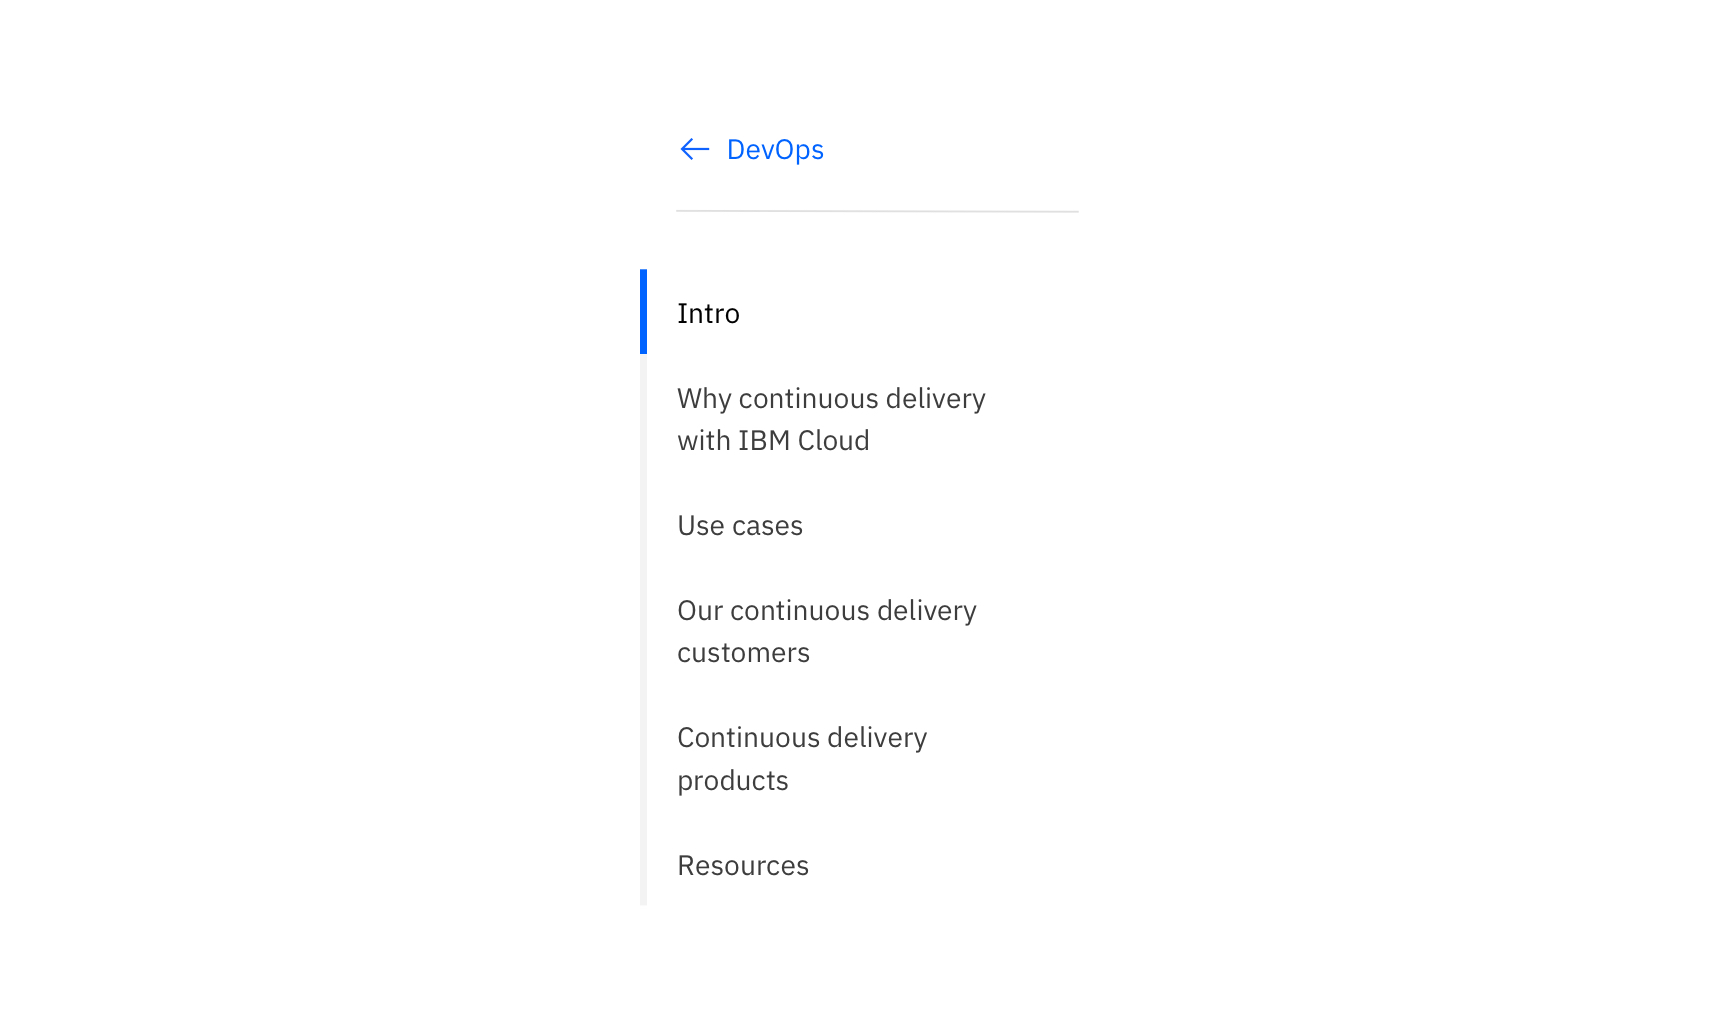 DevOps
Intro
Why continuous delivery
with IBM Cloud
Use cases
Our continuous delivery
customers
Continuous delivery
products
Resources